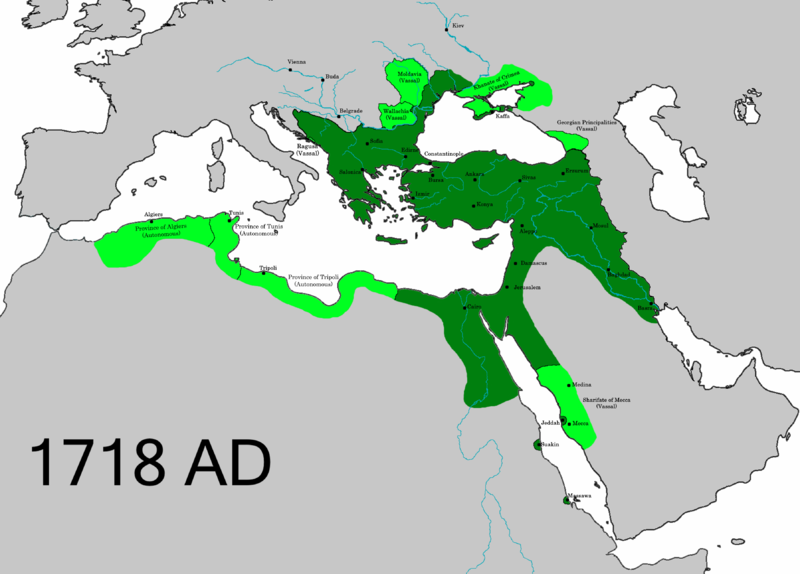 Kiev
Vienna
Buda
Moldavia
(Vassal)
Khanate of Crimea
(Vassal)
Belgrade
Wallachia
(Vassal)
Kaffa
Georgian Principalities
(Vassal)
Ragusa
(Vassal)
Sofia
Edirne
Constantinople
Salonica
Bursa
Ankara
Sivas
Erzurum
Izmir
Konya
Algiers
Province of Algiers
(Autonomous)
Tunis
Province of Tunis
(Autonomous)
Aleppo
Mosul
Tripoli
Province of Tripoli
(Autonomous)
Damascus
Baghdad
Jerusalem
Cairo
Basra
Medina
Sharifate of Mecca
(Vassal)
Jeddah
Mecca
Suakin
Massawa
1718 AD